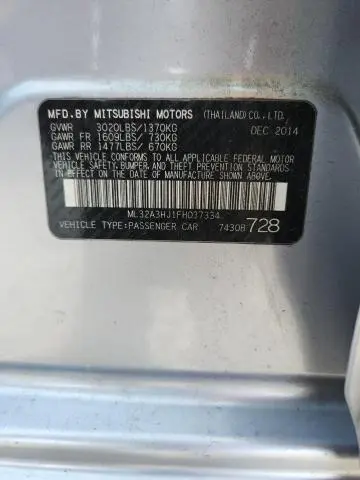 MFD.BY MITSUBISHI MOTORS (THAILAND)CO.,LTD.
GVWR 3020LBS/1370KG DEC 2014
GAWR FR 1609LBS/ 730KG
GAWR RR 1477LBS/ 670KG
THIS VEHICLE CONFORMS TO ALL APPLICABLE FEDERAL MOTOR
VEHICLE SAFETY,BUMPER,AND THEFT PREVENTION STANDARDS
IN EFFECT ON THE DATE OF MANUFACTURE SHOWN ABOVE.
ML32A3HJ1FH037334
VEHICLE TYPE:PASSENGER CAR 7430B 728